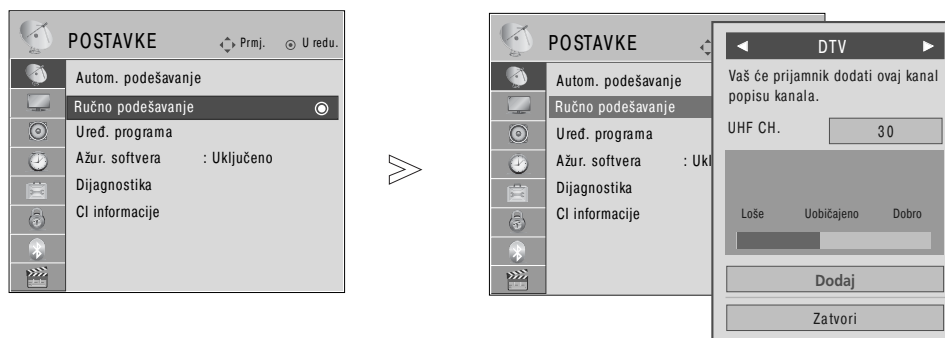 POSTAVKE Prmj. U redu.
Autom. podešavanje
Ručno podešavanje
Uređ. programa
Ažur. softvera : Uključeno
Dijagnostika
CI informacije
POSTAVKE
Autom. podešavanje
Ručno podešavanje
Uređ. programa
Ažur. softvera : Ukl
Dijagnostika
CI informacije
DTV
Vaš će prijamnik dodati ovaj kanal
popisu kanala.
UHF CH. 30
Loše Uobičajeno Dobro
Dodaj
Zatvori